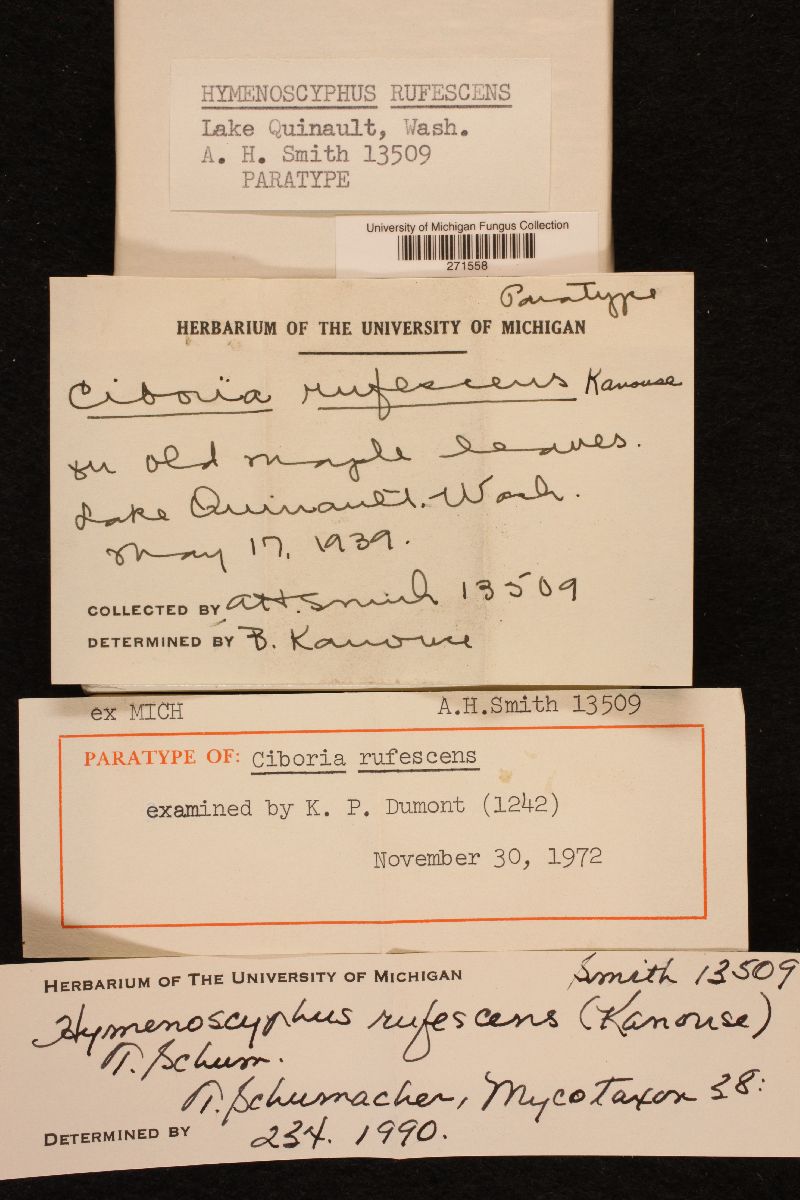 HYMENOSCYPHUS RUFESCENS
Lake Quinault, Wash.
A. H. Smith 13509
PARATYPE
University of Michigan Fungus Collection
271558
Paratype
HERBARIUM OF THE UNIVERSITY OF MICHIGAN
Ciboria rufescens Kanouse
on old maple leaves.
Lake Quinault, Wash.
May 17, 1939.
COLLECTED BY A.H. Smith 13509
DETERMINED BY B. Kanouse
ex MICH A.H.Smith 13509
PARATYPE OF: Ciboria rufescens
examined by K. P. Dumont (1242)
November 30, 1972
HERBARIUM OF THE UNIVERSITY OF MICHIGAN Smith 13509
Hymenoscyphus rufescens (Kanouse)
T. Schum.
T. Schumacher, Mycotaxon 38:
DETERMINED BY 234. 1990.